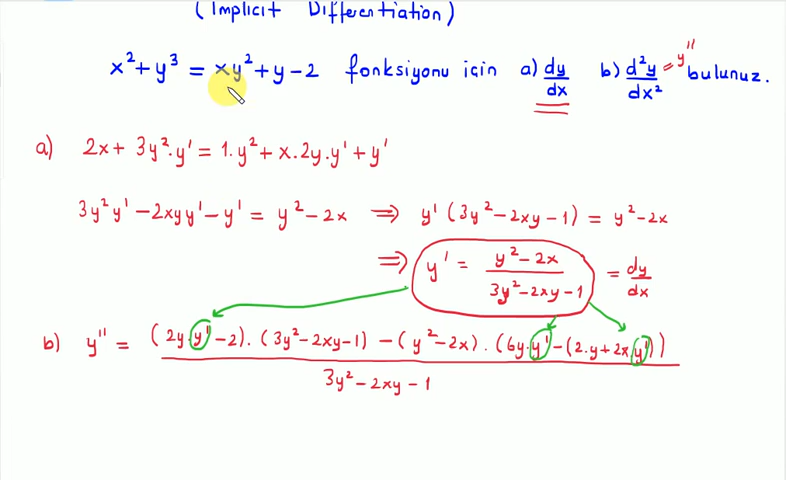 (Implicit Differentiation)
x² + y³ = xy² + y - 2 fonksiyonu için a) dy/dx b) d²y/dx² = y'' bulunuz.
a) 2x + 3y².y' = 1.y² + x.2y.y' + y'
3y²y' - 2xyy' - y' = y² - 2x ⇒ y'(3y² - 2xy - 1) = y² - 2x
⇒ y' = (y² - 2x)/(3y² - 2xy - 1) = dy/dx
b) y'' = (2y.y' - 2).(3y² - 2xy - 1) - (y² - 2x).(6y.y' - (2.y + 2x.y'))
3y² - 2xy - 1